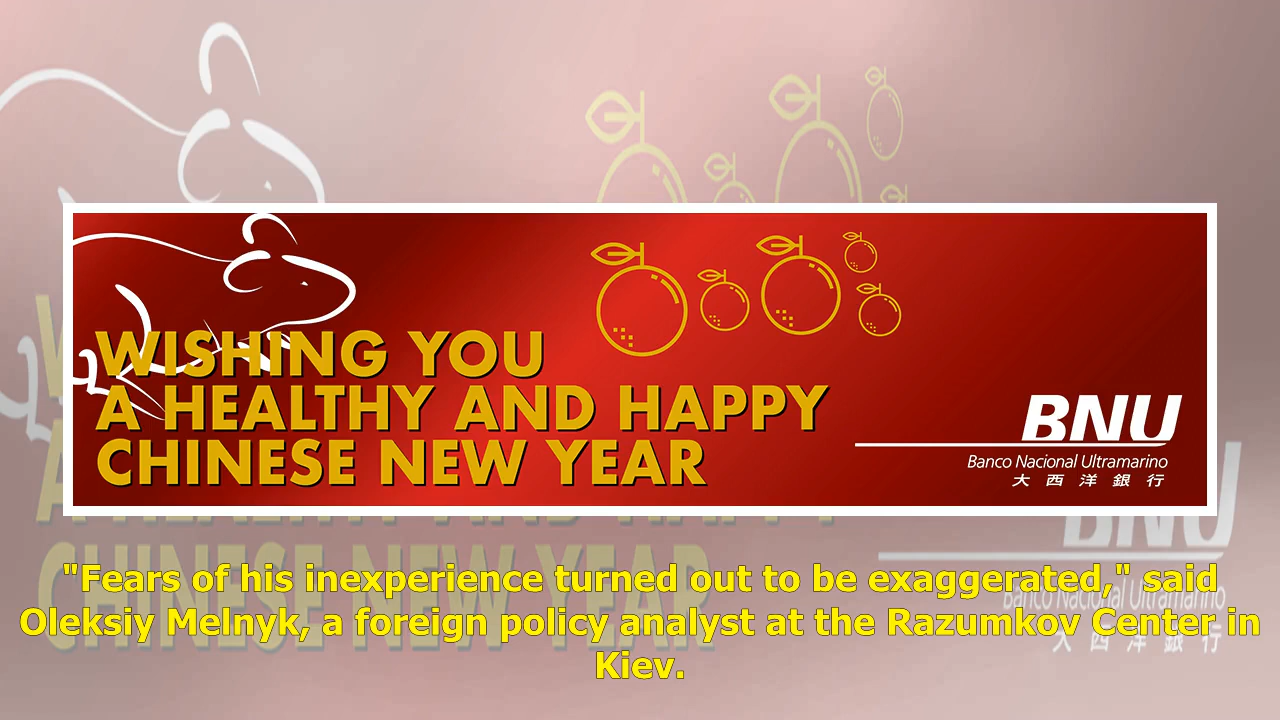 WISHING YOU
A HEALTHY AND HAPPY
CHINESE NEW YEAR
BNU
Banco Nacional Ultramarino
大西洋銀行
"Fears of his inexperience turned out to be exaggerated," said
Oleksiy Melnyk, a foreign policy analyst at the Razumkov Center in
Kiev.